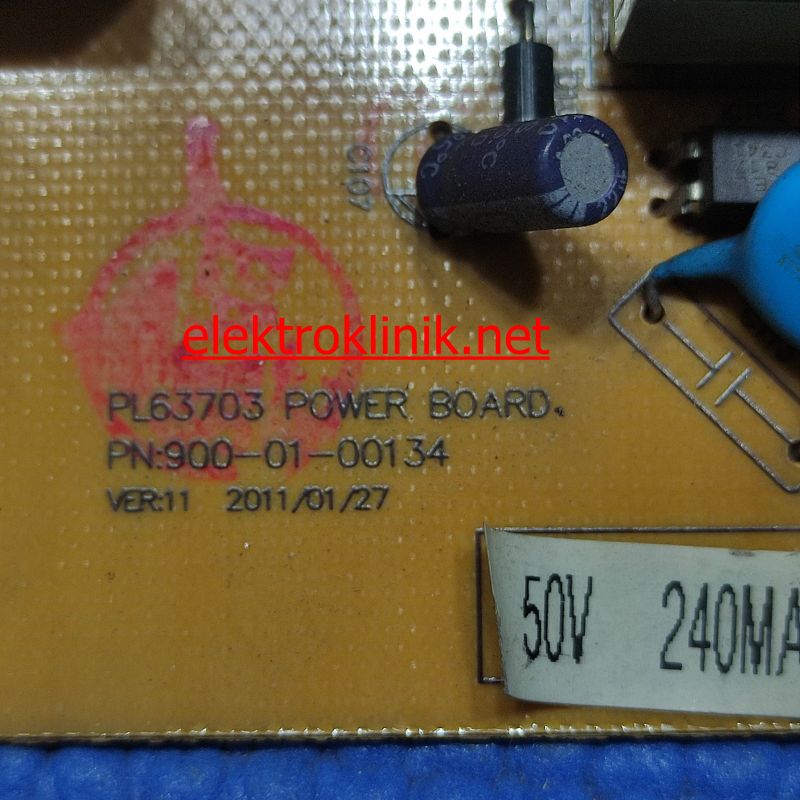 C107
elektroklinik.net
PL63703 POWER BOARD.
PN:900-01-00134
VER:11 2011/01/27
50V 240MA